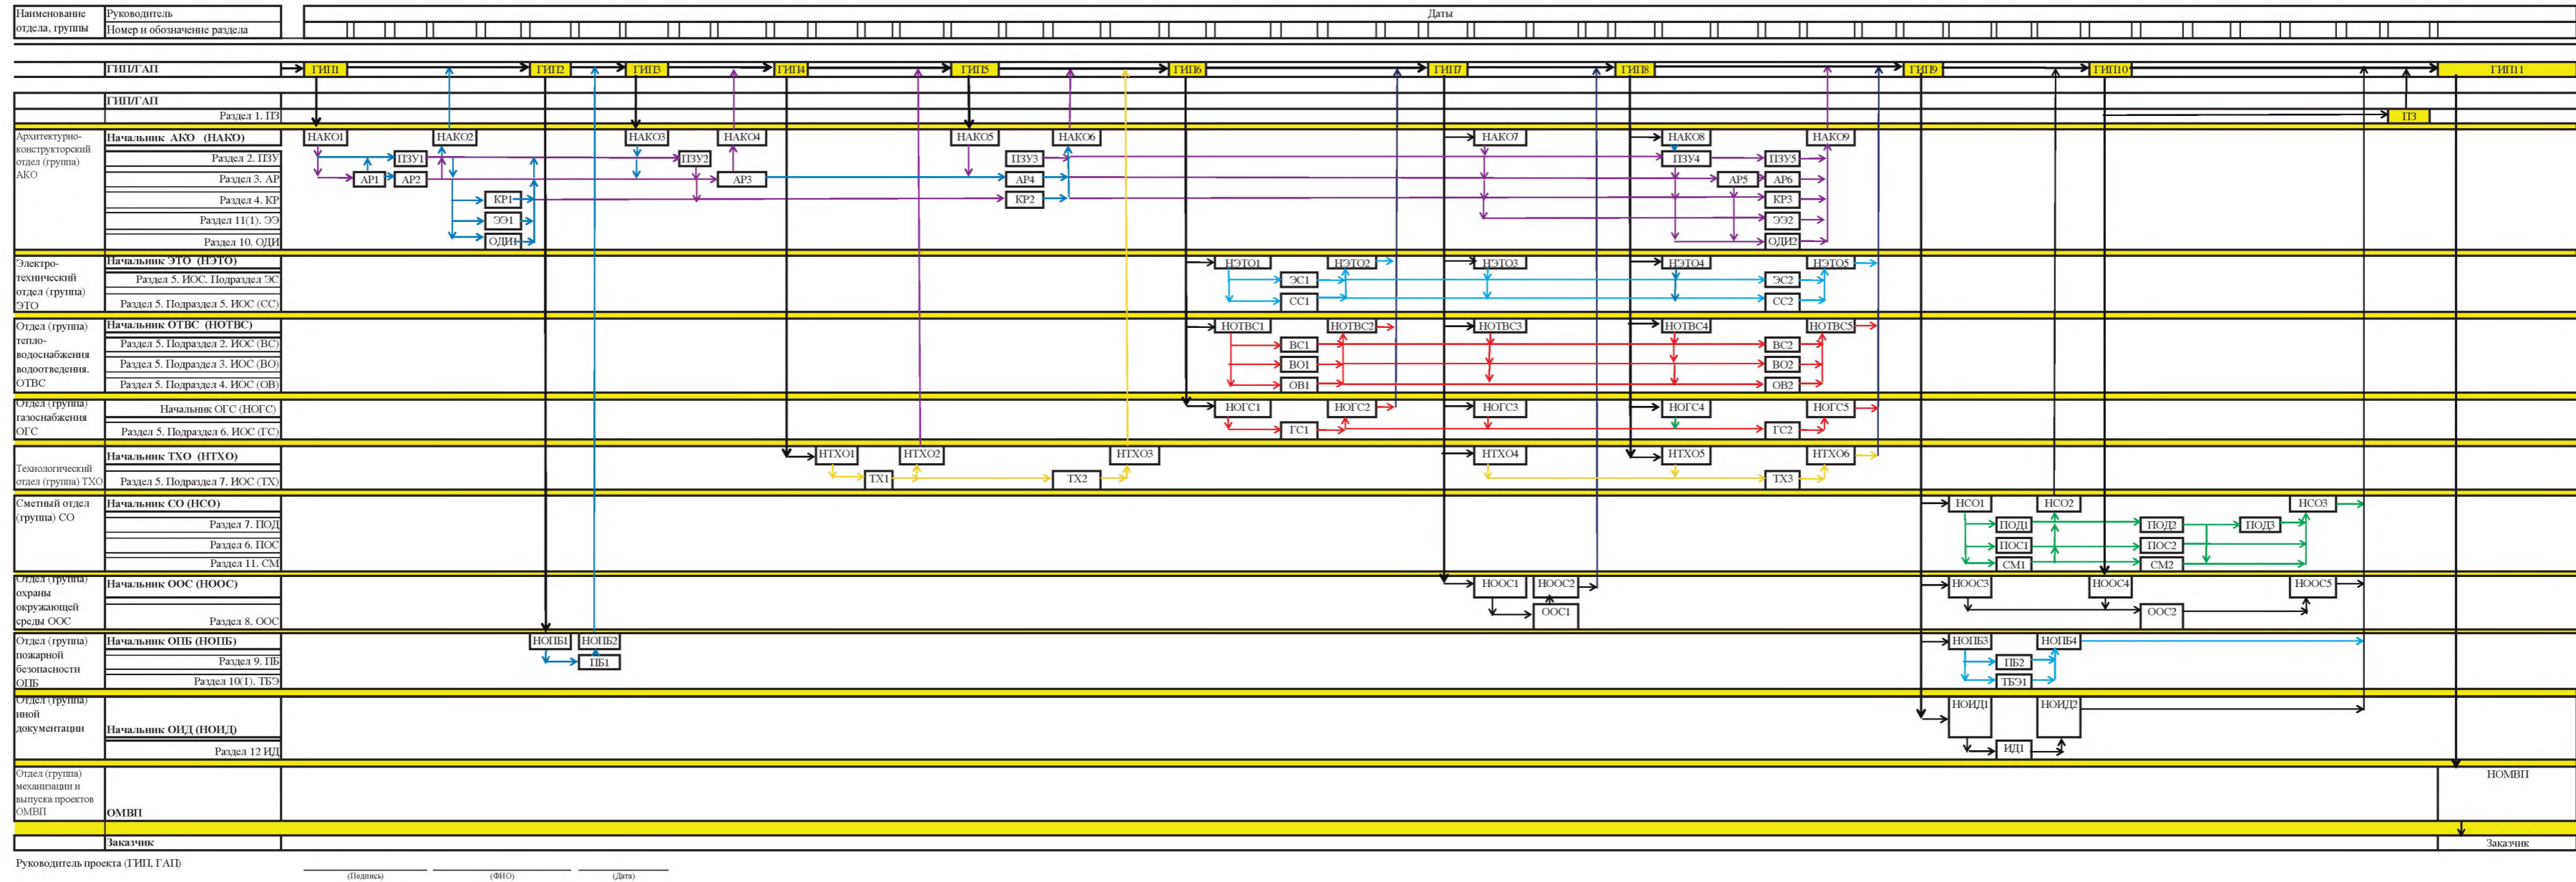 Наименование
отдела, группы
Руководитель
Номер и обозначение раздела
Даты
ГИП/ГАП
ГИП1 ГИП2 ГИП3 ГИП4 ГИП5 ГИП6 ГИП7 ГИП8 ГИП9 ГИП10 ГИП11
ГИП/ГАП
Раздел 1. ПЗ
ПЗ
Архитектурно-
конструкторский
отдел (группа)
АКО
Начальник АКО (НАКО)
НАКО1 НАКО2 НАКО3 НАКО4 НАКО5 НАКО6 НАКО7 НАКО8 НАКО9
Раздел 2. ПЗУ
ПЗУ1 ПЗУ2 ПЗУ3 ПЗУ4 ПЗУ5
Раздел 3. АР
АР1 АР2 АР3 АР4 АР5 АР6
Раздел 4. КР
КР1 КР2 КР3
Раздел 11(1). ЭЭ
ЭЭ1 ЭЭ2
Раздел 10. ОДИ
ОДИ1 ОДИ2
Электро-
технический
отдел (группа)
ЭТО
Начальник ЭТО (НЭТО)
НЭТО1 НЭТО2 НЭТО3 НЭТО4 НЭТО5
Раздел 5. ИОС. Подраздел ЭС
ЭС1 ЭС2
Раздел 5. Подраздел 5. ИОС (СС)
СС1 СС2
Отдел (группа)
тепло-
водоснабжения
водоотведения.
ОТВС
Начальник ОТВС (НОТВС)
НОТВС1 НОТВС2 НОТВС3 НОТВС4 НОТВС5
Раздел 5. Подраздел 2. ИОС (ВС)
ВС1 ВС2
Раздел 5. Подраздел 3. ИОС (ВО)
ВО1 ВО2
Раздел 5. Подраздел 4. ИОС (ОВ)
ОВ1 ОВ2
Отдел (группа)
газоснабжения
ОГС
Начальник ОГС (НОГС)
НОГС1 НОГС2 НОГС3 НОГС4 НОГС5
Раздел 5. Подраздел 6. ИОС (ГС)
ГС1 ГС2
Технологический
отдел (группа) ТХО
Начальник ТХО (НТХО)
НТХО1 НТХО2 НТХО3 НТХО4 НТХО5 НТХО6
Раздел 5. Подраздел 7. ИОС (ТХ)
ТХ1 ТХ2 ТХ3
Сметный отдел
(группа) СО
Начальник СО (НСО)
НСО1 НСО2 НСО3
Раздел 7. ПОД
ПОД1 ПОД2 ПОД3
Раздел 6. ПОС
ПОС1 ПОС2
Раздел 11. СМ
СМ1 СМ2
Отдел (группа)
охраны
окружающей
среды ООС
Начальник ООС (НООС)
НООС1 НООС2 НООС3 НООС4 НООС5
Раздел 8. ООС
ООС1 ООС2
Отдел (группа)
пожарной
безопасности
ОПБ
Начальник ОПБ (НОПБ)
НОПБ1 НОПБ2 НОПБ3 НОПБ4
Раздел 9. ПБ
ПБ1 ПБ2
Раздел 10(1). ТБЭ
ТБЭ1
Отдел (группа)
иной
документации
Начальник ОИД (НОИД)
НОИД1 НОИД2
Раздел 12 ИД
ИД1
Отдел (группа)
механизации и
выпуска проектов
ОМВП
ОМВП
НОМВП
Заказчик
Заказчик
Руководитель проекта (ГИП, ГАП)
(Подпись) (ФИО) (Дата)